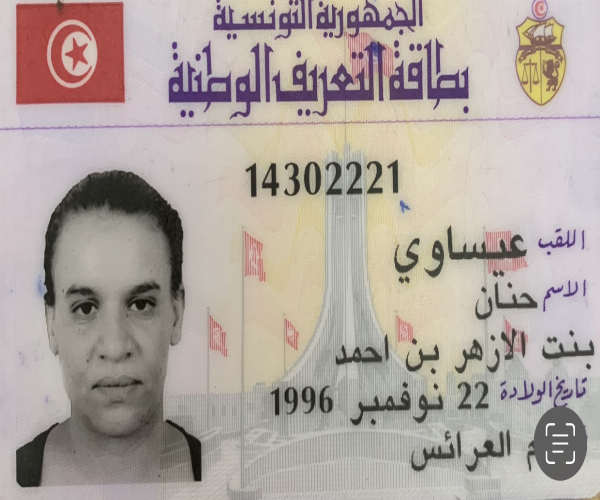 الجمهورية التونسية
بطاقة التعريف الوطنية
14302221
اللقب عيساوي
الاسم حنان
بنت الازهر بن احمد
تاريخ الولادة 22 نوفمبر 1996
العرائس